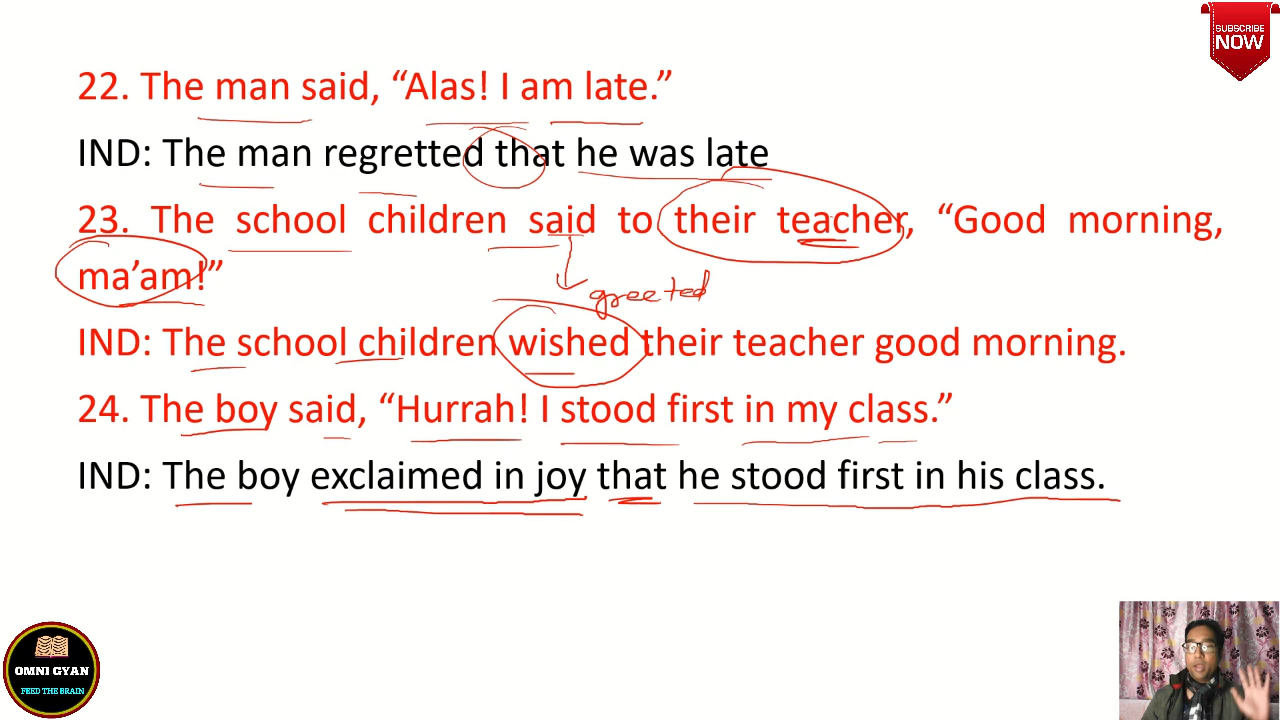 SUBSCRIBE
NOW
22. The man said, “Alas! I am late.”
IND: The man regretted that he was late
23. The school children said to their teacher, “Good morning,
ma’am!”
greeted
IND: The school children wished their teacher good morning.
24. The boy said, “Hurrah! I stood first in my class.”
IND: The boy exclaimed in joy that he stood first in his class.
OMNI GYAN
FEED THE BRAIN